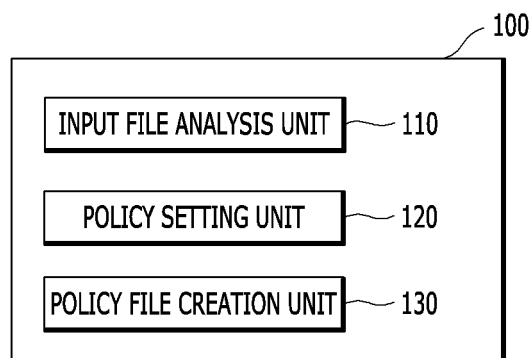 100
INPUT FILE ANALYSIS UNIT 110
POLICY SETTING UNIT 120
POLICY FILE CREATION UNIT 130